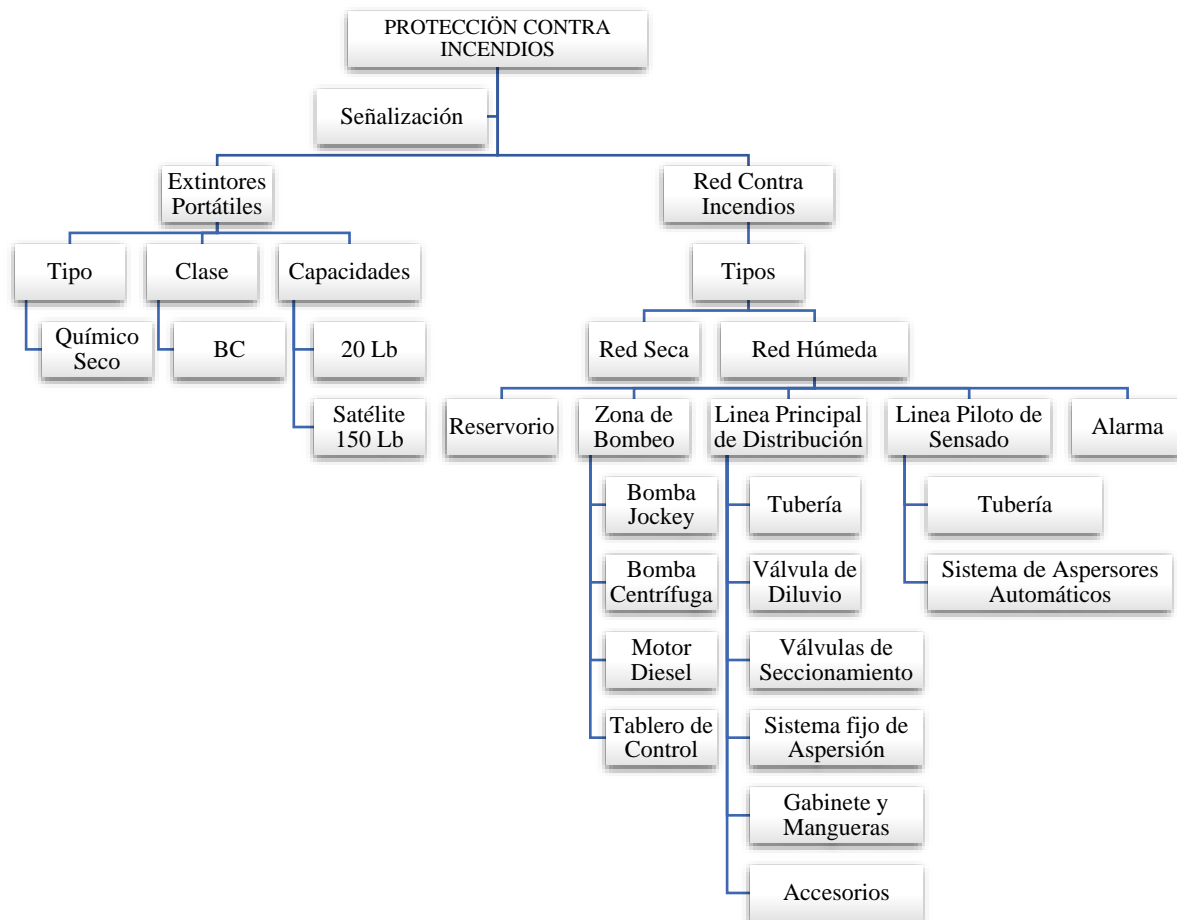 PROTECCIÖN CONTRA
INCENDIOS
Señalización
Extintores
Portátiles
Red Contra
Incendios
Tipo
Clase
Capacidades
Tipos
Químico
Seco
BC
20 Lb
Red Seca
Red Húmeda
Satélite
150 Lb
Reservorio
Zona de
Bombeo
Linea Principal
de Distribución
Linea Piloto de
Sensado
Alarma
Bomba
Jockey
Tubería
Tubería
Bomba
Centrífuga
Válvula de
Diluvio
Sistema de Aspersores
Automáticos
Motor
Diesel
Válvulas de
Seccionamiento
Tablero de
Control
Sistema fijo de
Aspersión
Gabinete y
Mangueras
Accesorios